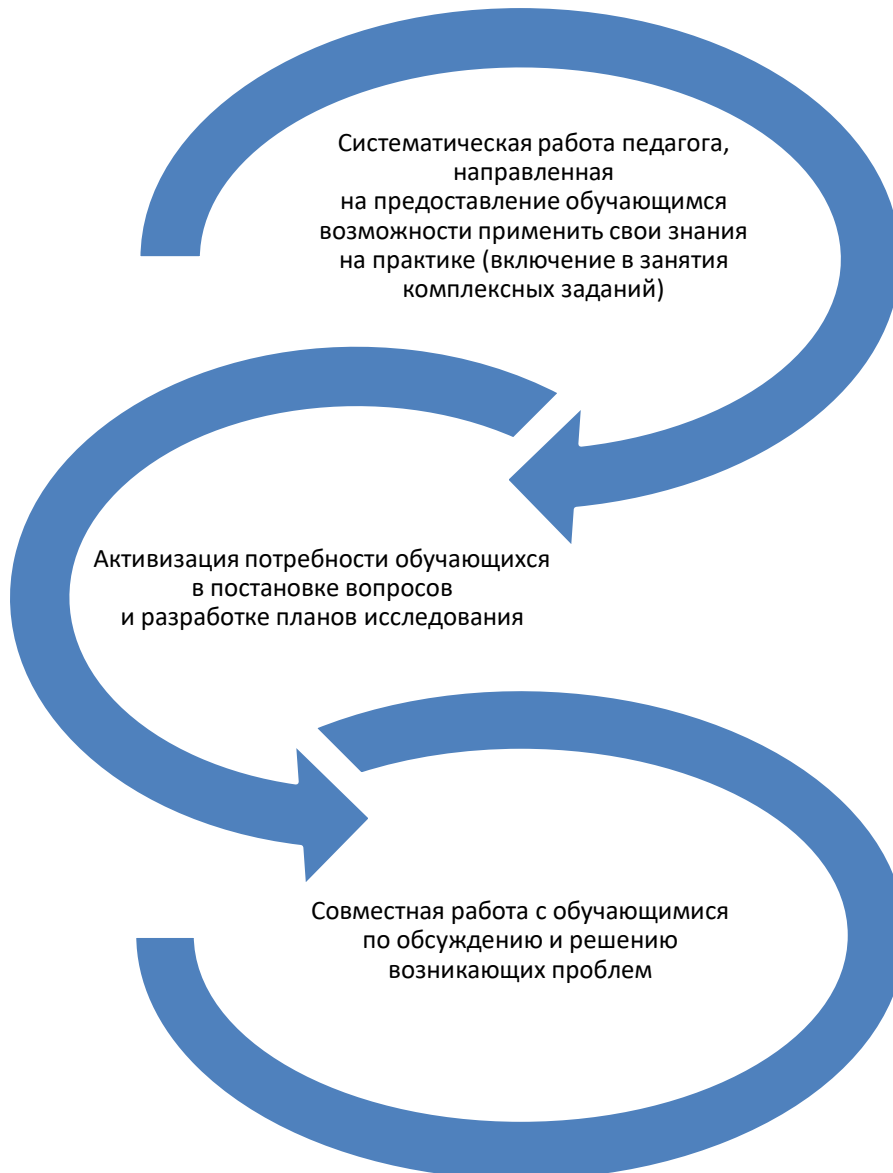 Систематическая работа педагога,
направленная
на предоставление обучающимся
возможности применить свои знания
на практике (включение в занятия
комплексных заданий)
Активизация потребности обучающихся
в постановке вопросов
и разработке планов исследования
Совместная работа с обучающимися
по обсуждению и решению
возникающих проблем